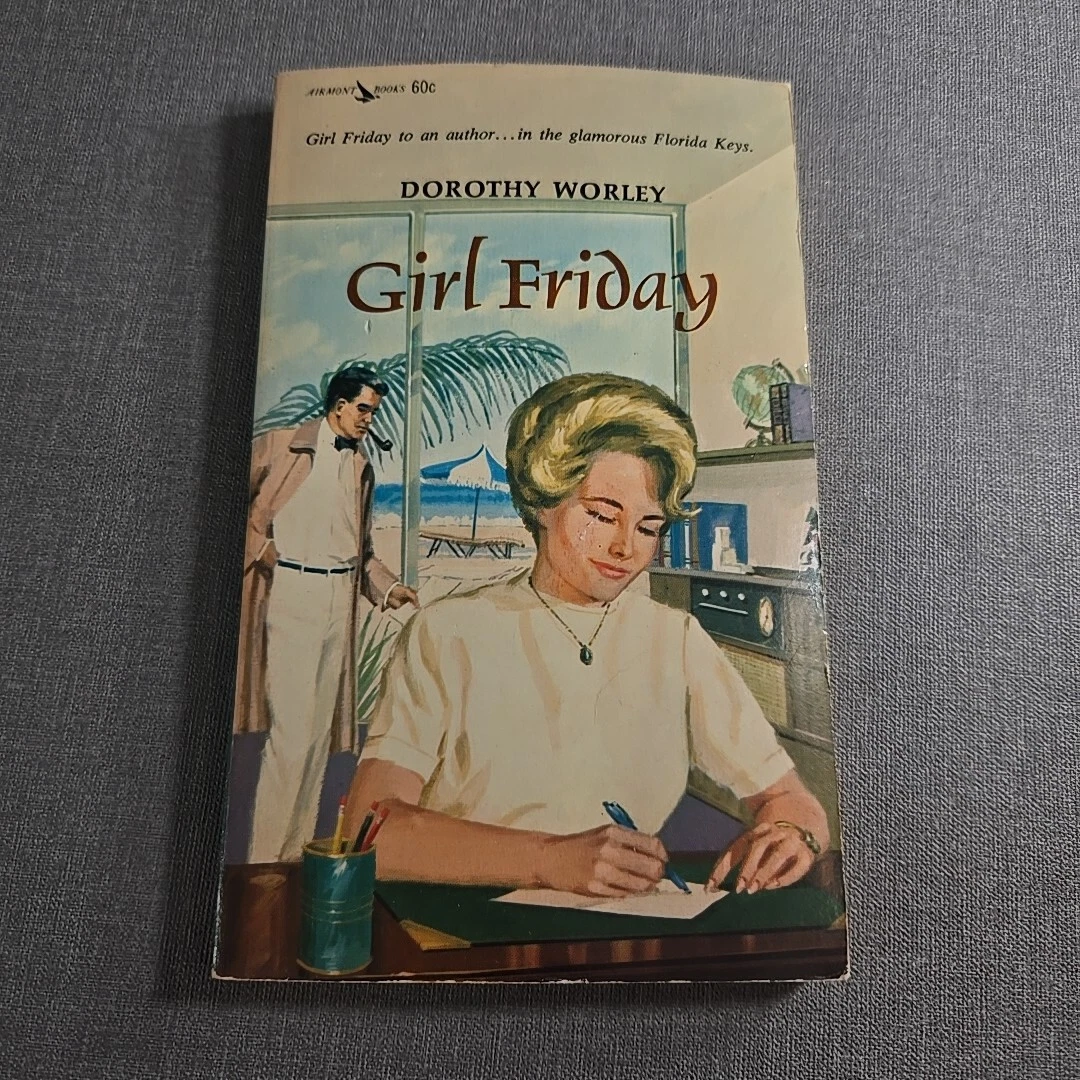 AIRMONT BOOKS 60c
Girl Friday to an author...in the glamorous Florida Keys.
DOROTHY WORLEY
Girl Friday